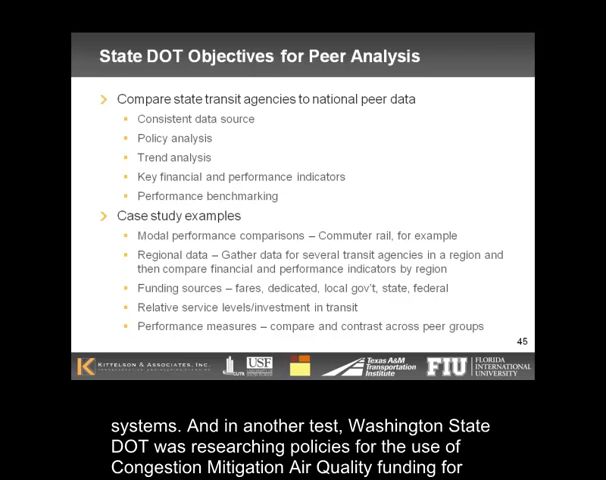 State DOT Objectives for Peer Analysis
Compare state transit agencies to national peer data
Consistent data source
Policy analysis
Trend analysis
Key financial and performance indicators
Performance benchmarking
Case study examples
Modal performance comparisons – Commuter rail, for example
Regional data – Gather data for several transit agencies in a region and
then compare financial and performance indicators by region
Funding sources – fares, dedicated, local gov't, state, federal
Relative service levels/investment in transit
Performance measures – compare and contrast across peer groups
45
KITTELSON & ASSOCIATES, INC.
CUTR
USF
Texas A&M
Transportation
Institute
FIU
FLORIDA
INTERNATIONAL
UNIVERSITY
systems. And in another test, Washington State
DOT was researching policies for the use of
Congestion Mitigation Air Quality funding for